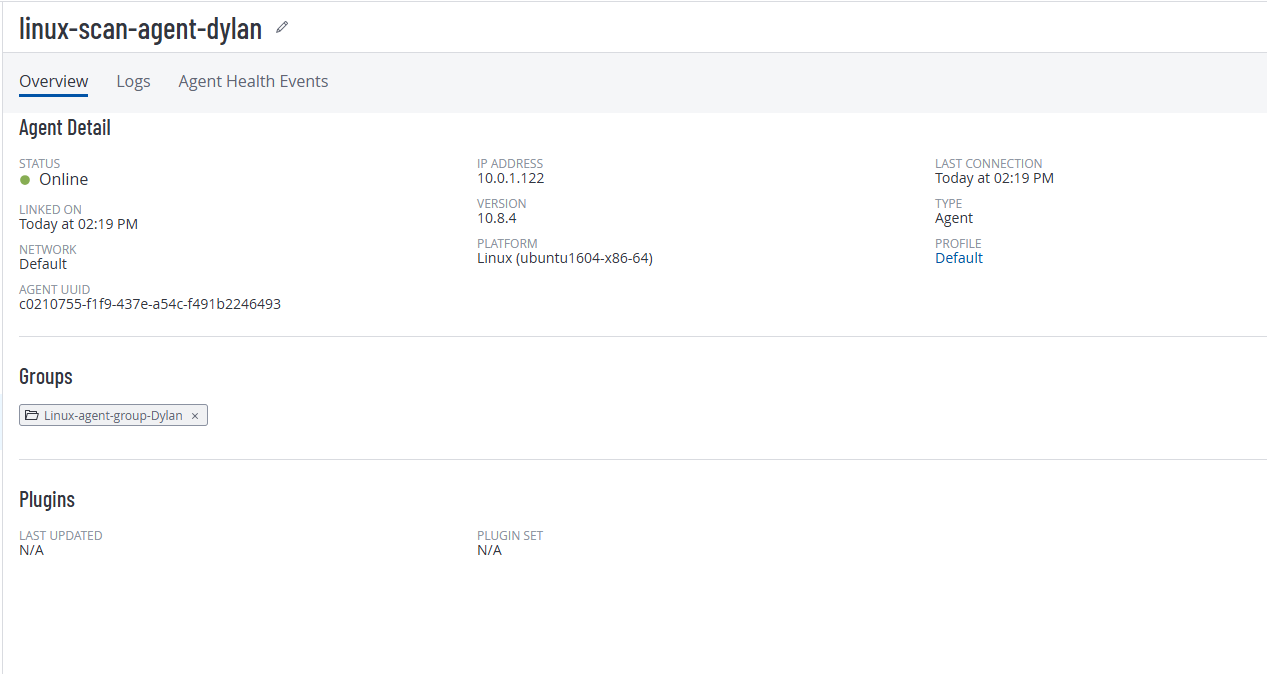 linux-scan-agent-dylan
Overview Logs Agent Health Events
Agent Detail
STATUS
Online
LINKED ON
Today at 02:19 PM
NETWORK
Default
AGENT UUID
c0210755-f1f9-437e-a54c-f491b2246493
IP ADDRESS
10.0.1.122
VERSION
10.8.4
PLATFORM
Linux (ubuntu1604-x86-64)
LAST CONNECTION
Today at 02:19 PM
TYPE
Agent
PROFILE
Default
Groups
Linux-agent-group-Dylan ×
Plugins
LAST UPDATED
N/A
PLUGIN SET
N/A